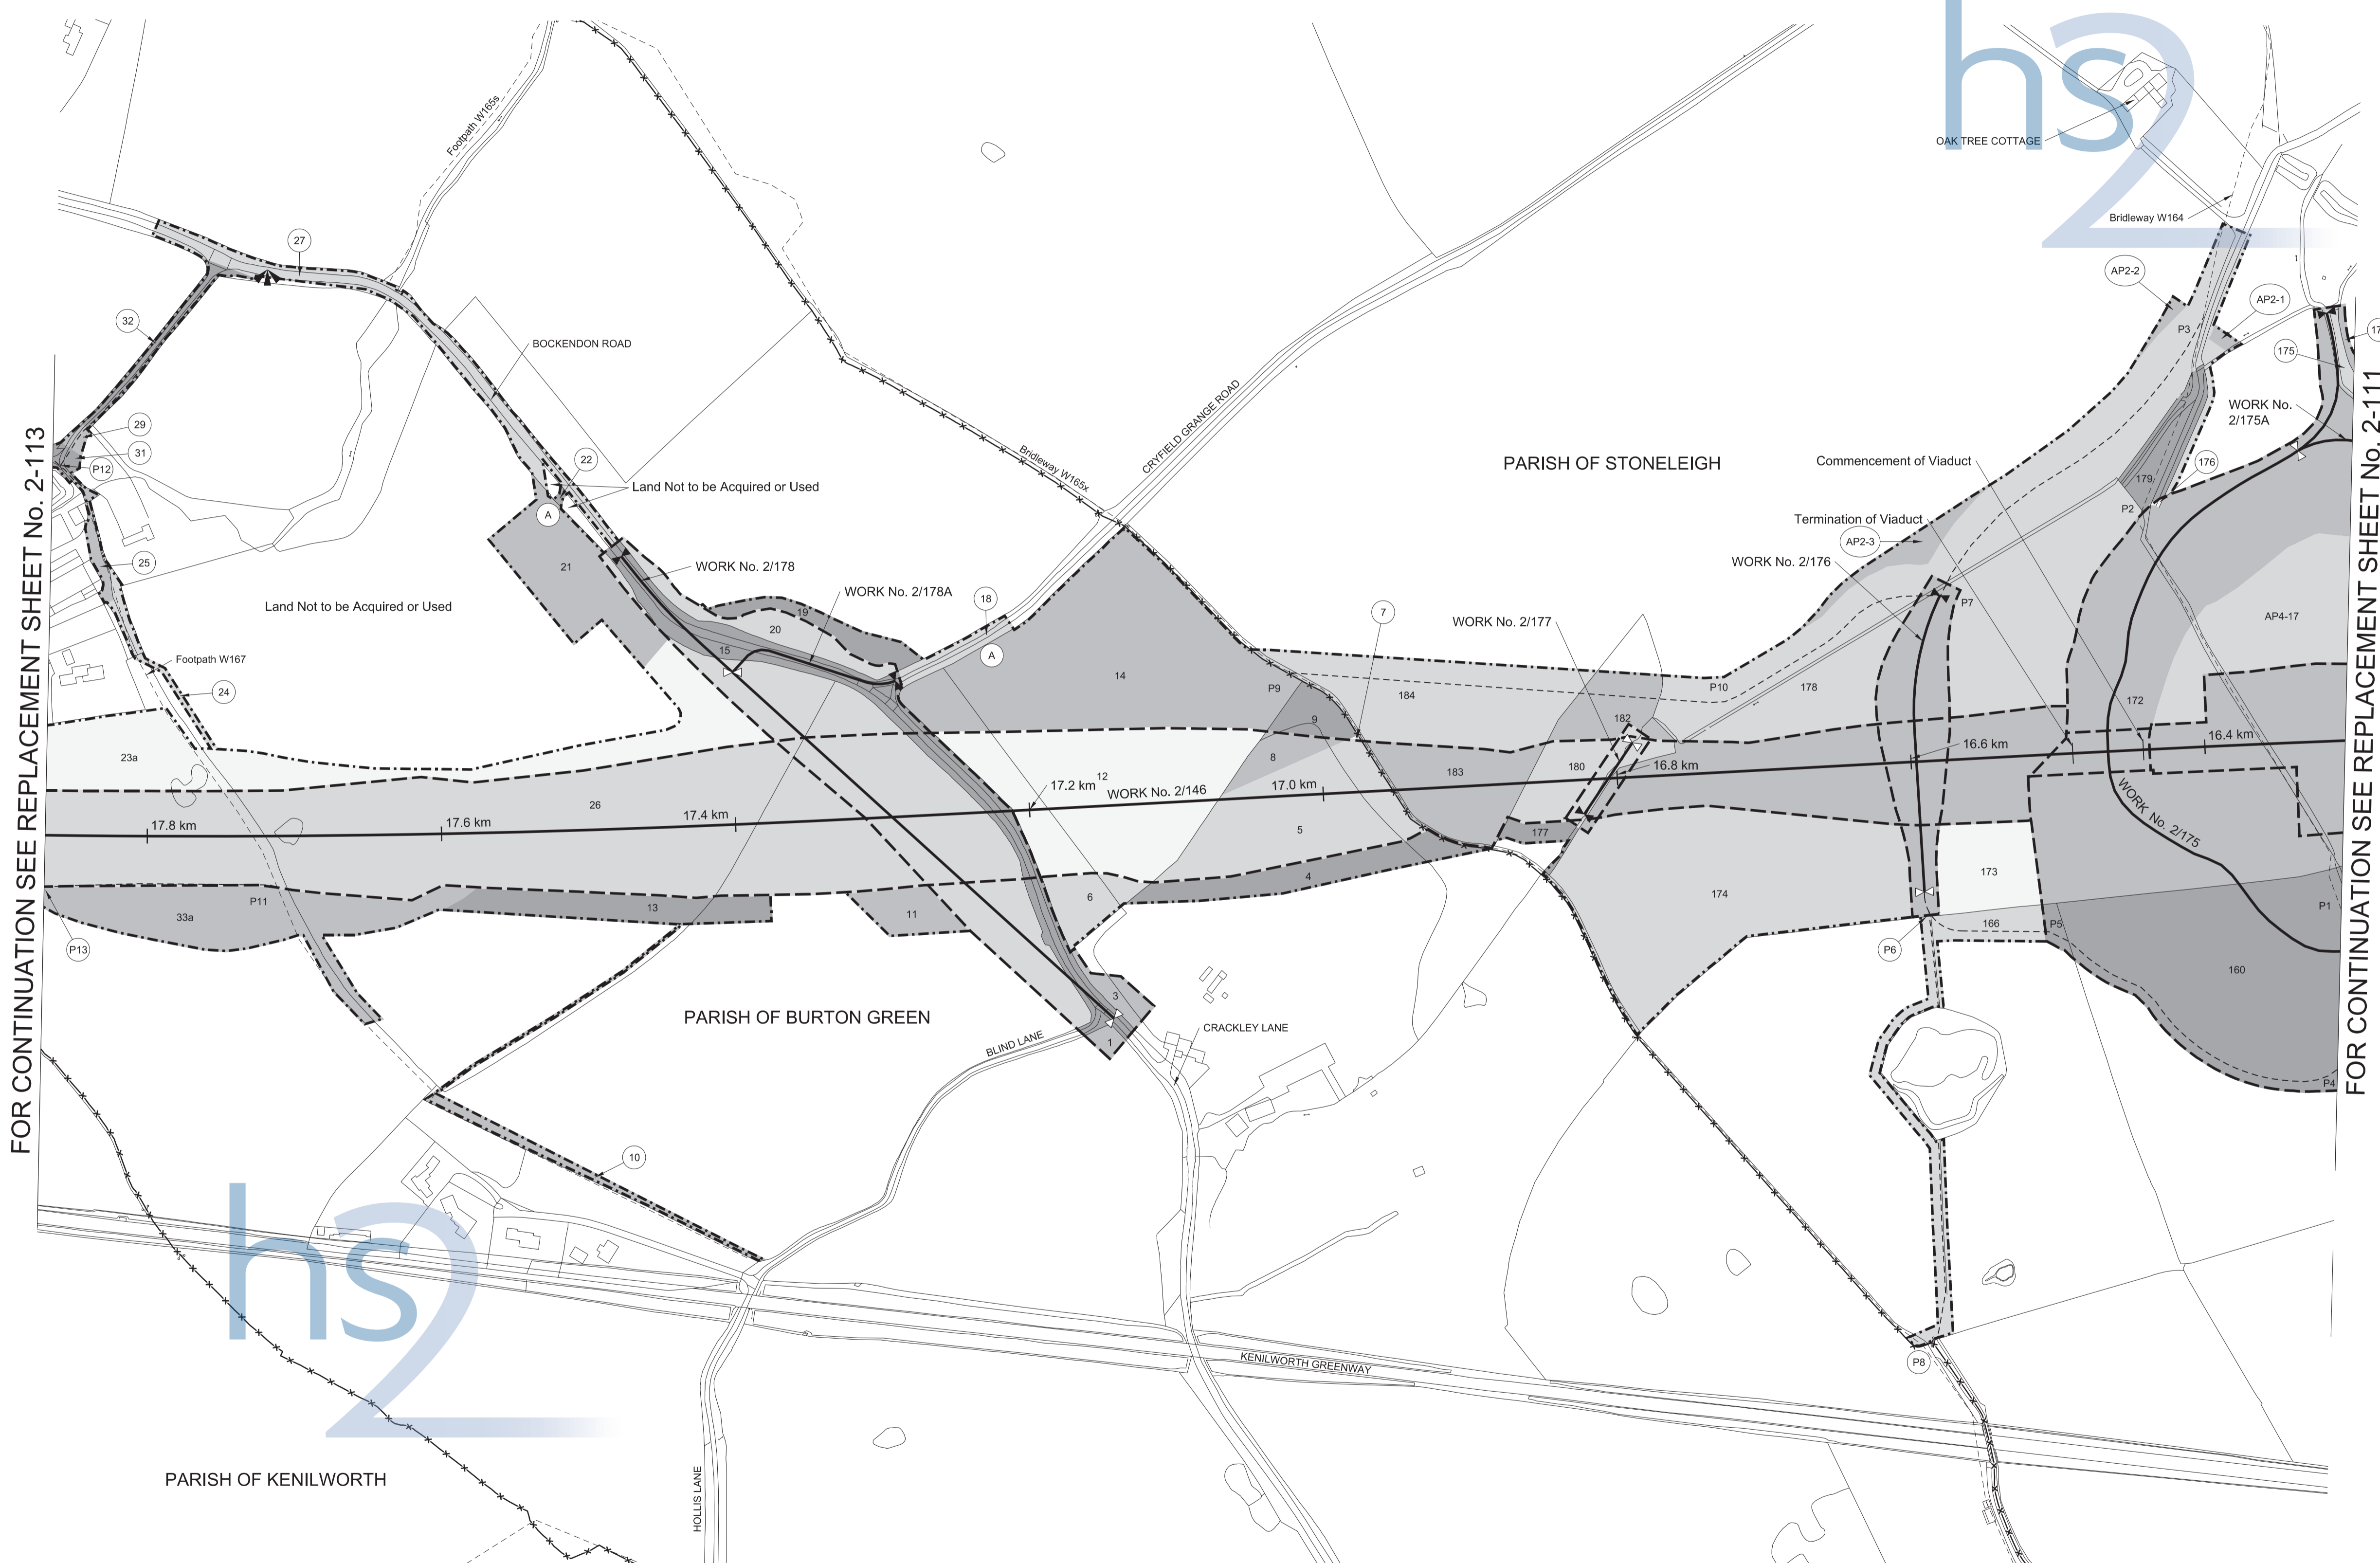 hs2
OAK TREE COTTAGE
Footpath W165s
Bridleway W164
27
AP2-2
AP2-1
32
P3
BOCKENDON ROAD
175
WORK No.
2/175A
CRYFIELD GRANGE ROAD
29
31
P12
22
Bridleway W165x
PARISH OF STONELEIGH
Commencement of Viaduct
176
179
Land Not to be Acquired or Used
A
P2
Termination of Viaduct
AP2-3
25
21
WORK No. 2/178
WORK No. 2/176
WORK No. 2/178A
18
P7
Land Not to be Acquired or Used
19
7
AP4-17
20
WORK No. 2/177
15
A
Footpath W167
14
P9
184
P10
178
24
172
182
9
23a
8
183
180
16.8 km
16.6 km
16.4 km
12
17.2 km
WORK No. 2/146
17.0 km
26
17.4 km
17.8 km
17.6 km
5
177
WORK No. 2/175
173
4
174
P11
13
6
33a
11
166
P5
P1
P13
P6
160
3
PARISH OF BURTON GREEN
BLIND LANE
CRACKLEY LANE
1
P4
10
FOR CONTINUATION SEE REPLACEMENT SHEET No. 2-113
FOR CONTINUATION SEE REPLACEMENT SHEET No. 2-111
hs2
KENILWORTH GREENWAY
P8
PARISH OF KENILWORTH
HOLLIS LANE